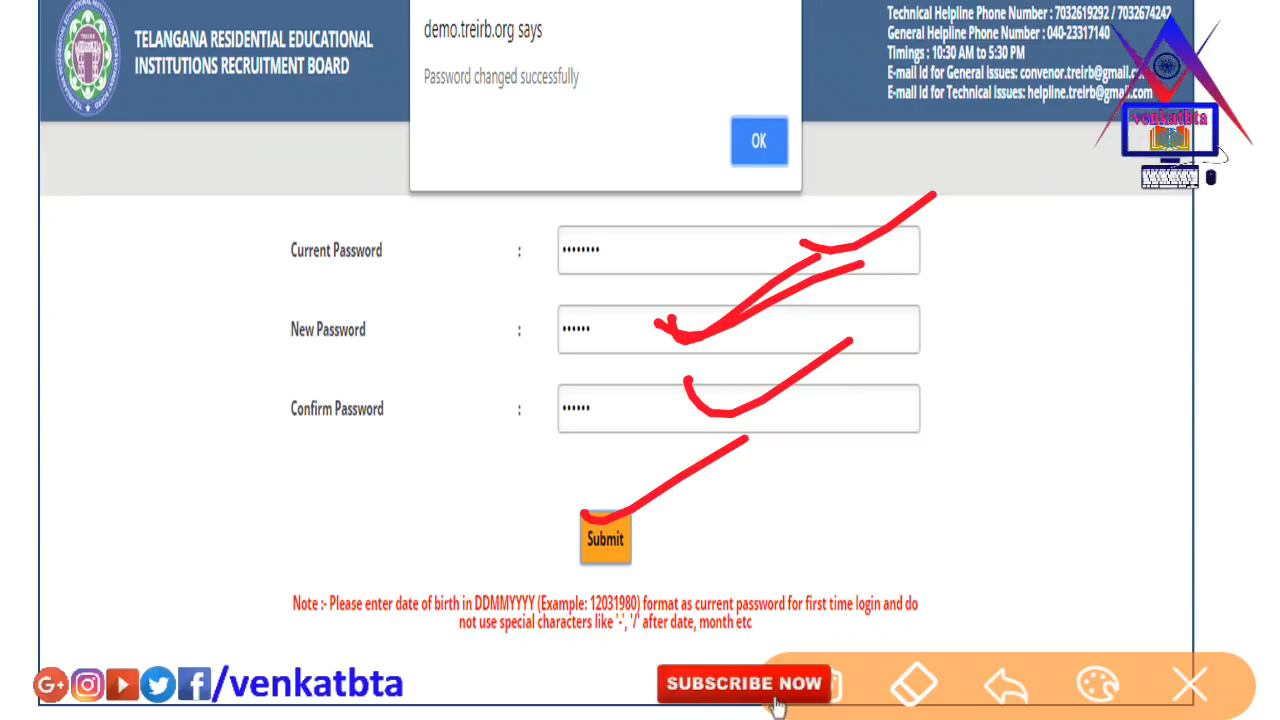 demo.treirb.org says
Password changed successfully
OK
TELANGANA RESIDENTIAL EDUCATIONAL
INSTITUTIONS RECRUITMENT BOARD
Technical Helpline Phone Number : 7032619292 / 7032674242
General Helpline Phone Number : 040-23317140
Timings : 10:30 AM to 5:30 PM
E-mail Id for General Issues: convenor.treirb@gmail.c
E-mail Id for Technical Issues: helpline.treirb@gmail.com
venkatbta
Current Password : ••••••••
New Password : ••••••
Confirm Password : ••••••
Submit
Note :- Please enter date of birth in DDMMYYYY (Example: 12031980) format as current password for first time login and do
not use special characters like '-', '/' after date, month etc
G+ f/venkatbta
SUBSCRIBE NOW